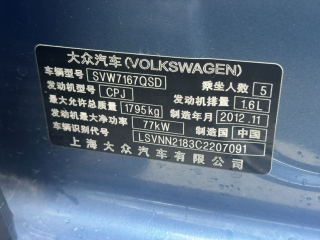 大众汽车(VOLKSWAGEN)
车辆型号 SVW7167QSD 乘坐人数 5
发动机型号 CPJ 发动机排量 1.6L
最大允许总质量 1795kg 制造年月 2012.11
发动机最大净功率 77kW 制造国 中国
车辆识别代号 LSVNN2183C2207091
上海大众汽车有限公司